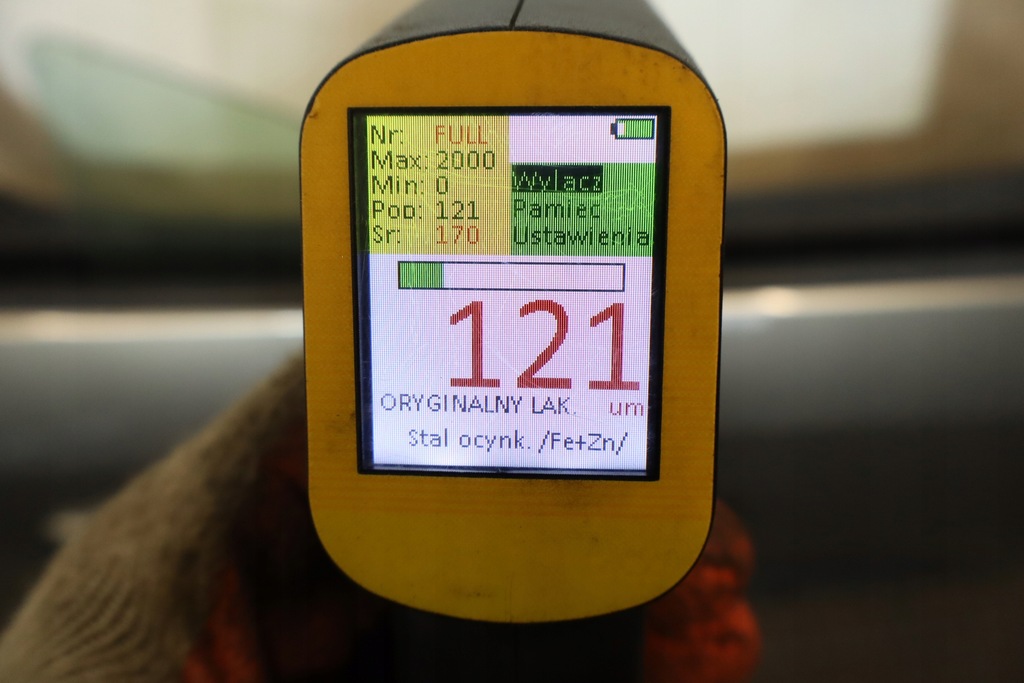 Nr: FULL
Max: 2000
Min: 0
Pop: 121
Sr: 170
Wylacz
Pamiec
Ustawienia
121
ORYGINALNY LAK. um
Stal ocynk. /Fe+Zn/